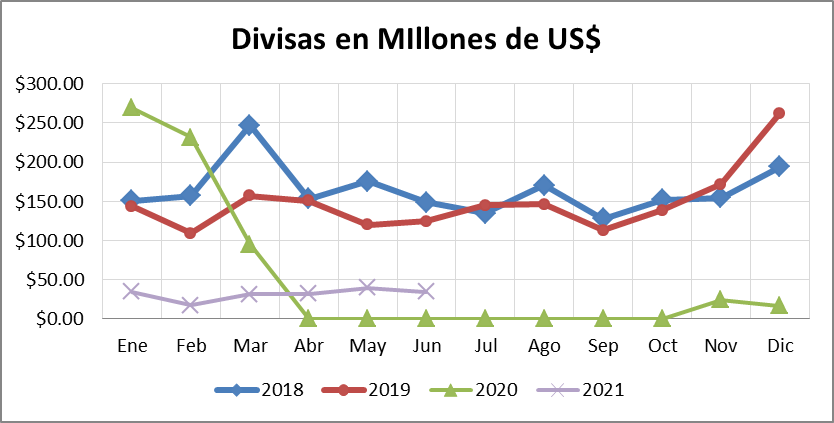 Divisas en MIllones de US$
$300.00
$250.00
$200.00
$150.00
$100.00
$50.00
$0.00
Ene Feb Mar Abr May Jun Jul Ago Sep Oct Nov Dic
2018 2019 2020 2021